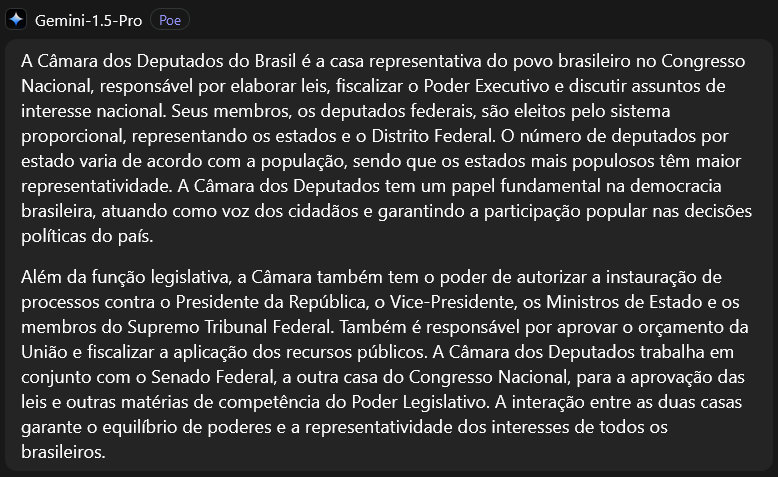 Gemini-1.5-Pro Poe
A Câmara dos Deputados do Brasil é a casa representativa do povo brasileiro no Congresso
Nacional, responsável por elaborar leis, fiscalizar o Poder Executivo e discutir assuntos de
interesse nacional. Seus membros, os deputados federais, são eleitos pelo sistema
proporcional, representando os estados e o Distrito Federal. O número de deputados por
estado varia de acordo com a população, sendo que os estados mais populosos têm maior
representatividade. A Câmara dos Deputados tem um papel fundamental na democracia
brasileira, atuando como voz dos cidadãos e garantindo a participação popular nas decisões
políticas do país.
Além da função legislativa, a Câmara também tem o poder de autorizar a instauração de
processos contra o Presidente da República, o Vice-Presidente, os Ministros de Estado e os
membros do Supremo Tribunal Federal. Também é responsável por aprovar o orçamento da
União e fiscalizar a aplicação dos recursos públicos. A Câmara dos Deputados trabalha em
conjunto com o Senado Federal, a outra casa do Congresso Nacional, para a aprovação das
leis e outras matérias de competência do Poder Legislativo. A interação entre as duas casas
garante o equilíbrio de poderes e a representatividade dos interesses de todos os
brasileiros.